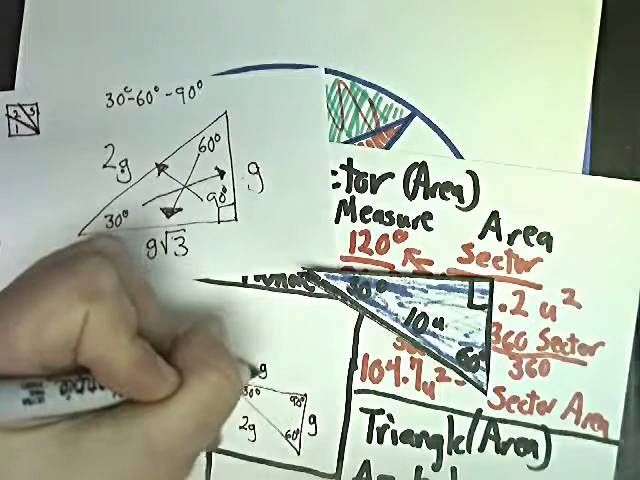 30°-60°-90°
2g
60°
g
90°
30°
g√3
ctor (Area)
Measure
Area
120°
Sector
30°
.2 u²
10u
360 Sector
60°
360
104.7u²
Sector Area
g
30°
90°
2g
60°
g
Triangle (Area)